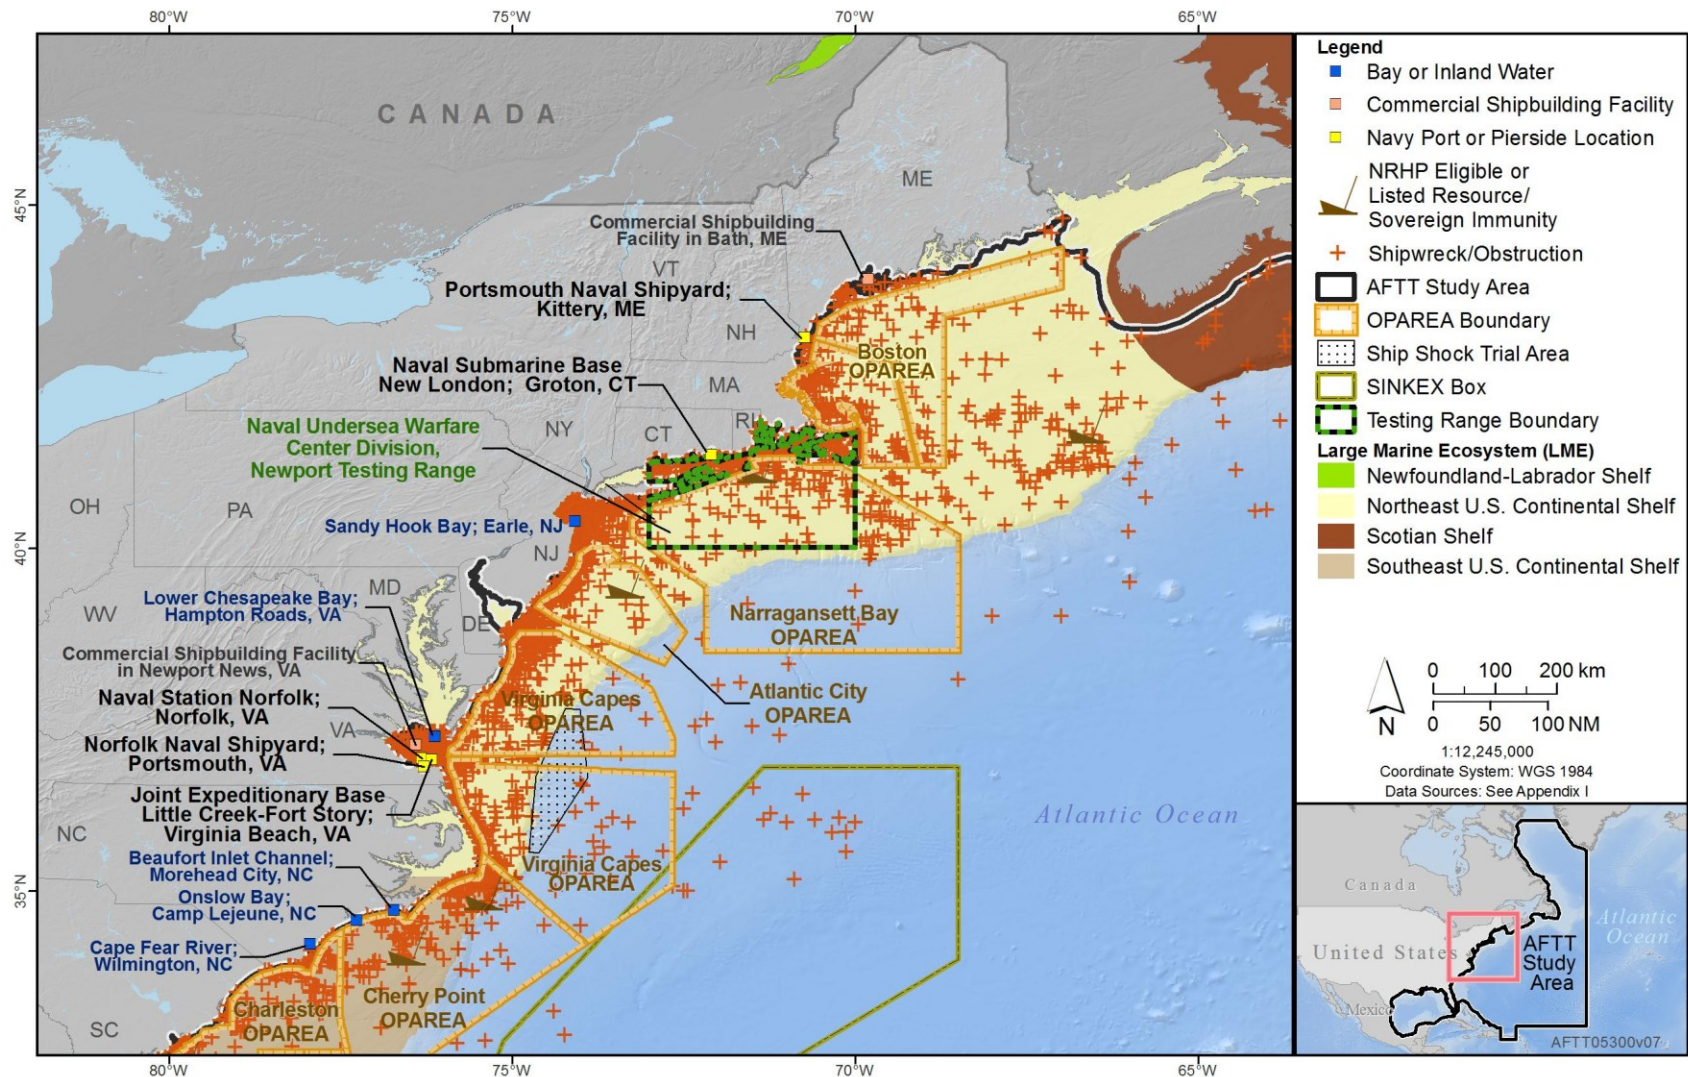 80°W
75°W
70°W
65°W
45°N
40°N
35°N
80°W
75°W
70°W
65°W
CANADA
ME
Commercial Shipbuilding
Facility in Bath, ME
VT
Portsmouth Naval Shipyard;
Kittery, ME
NH
Naval Submarine Base
New London; Groton, CT
MA
Boston
OPAREA
Naval Undersea Warfare
Center Division,
Newport Testing Range
NY
CT
RI
OH
PA
Sandy Hook Bay; Earle, NJ
NJ
MD
WV
Lower Chesapeake Bay;
Hampton Roads, VA
DE
Narragansett Bay
OPAREA
Commercial Shipbuilding Facility
in Newport News, VA
Naval Station Norfolk;
Norfolk, VA
Virginia Capes
OPAREA
Atlantic City
OPAREA
VA
Norfolk Naval Shipyard;
Portsmouth, VA
Joint Expeditionary Base
Little Creek-Fort Story;
Virginia Beach, VA
NC
Atlantic Ocean
Beaufort Inlet Channel;
Morehead City, NC
Virginia Capes
OPAREA
Onslow Bay;
Camp Lejeune, NC
Cape Fear River;
Wilmington, NC
Charleston
OPAREA
Cherry Point
OPAREA
SC
Legend
Bay or Inland Water
Commercial Shipbuilding Facility
Navy Port or Pierside Location
NRHP Eligible or
Listed Resource/
Sovereign Immunity
Shipwreck/Obstruction
AFTT Study Area
OPAREA Boundary
Ship Shock Trial Area
SINKEX Box
Testing Range Boundary
Large Marine Ecosystem (LME)
Newfoundland-Labrador Shelf
Northeast U.S. Continental Shelf
Scotian Shelf
Southeast U.S. Continental Shelf
N
0 100 200 km
0 50 100 NM
1:12,245,000
Coordinate System: WGS 1984
Data Sources: See Appendix I
Canada
United States
Mexico
Atlantic
Ocean
AFTT
Study
Area
AFTT05300v07